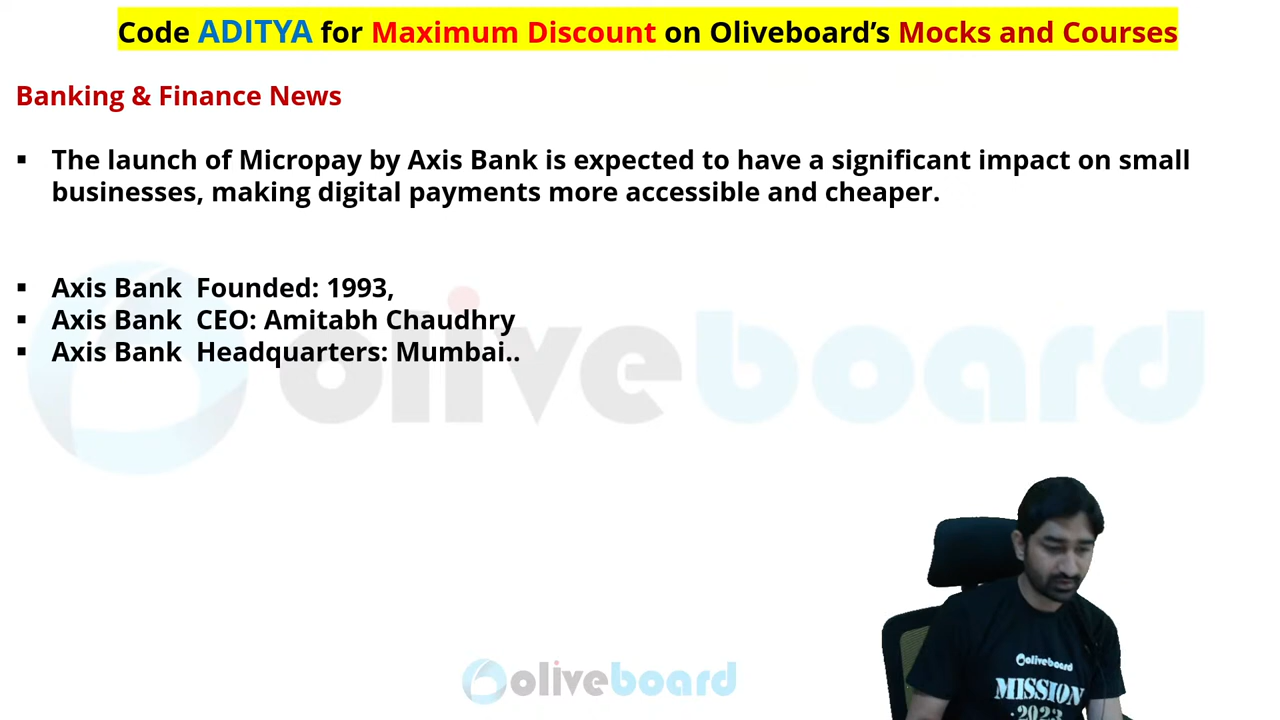 Code ADITYA for Maximum Discount on Oliveboard’s Mocks and Courses
Banking & Finance News
▪ The launch of Micropay by Axis Bank is expected to have a significant impact on small
businesses, making digital payments more accessible and cheaper.
▪ Axis Bank Founded: 1993,
▪ Axis Bank CEO: Amitabh Chaudhry
▪ Axis Bank Headquarters: Mumbai..
oliveboard
oliveboard
MISSION
·2023
oliveboard